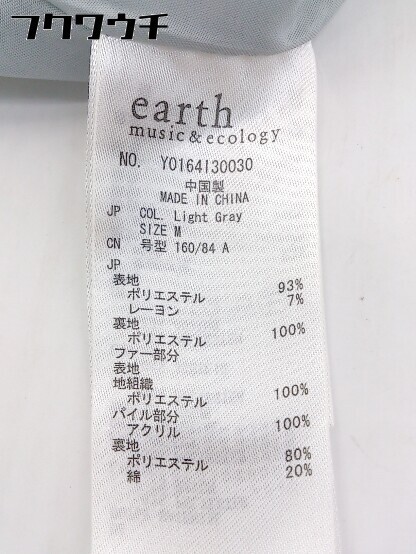 フクワウチ
earth
music&ecology
NO. Y0164I30030
中国製
MADE IN CHINA
JP COL. Light Gray
SIZE M
CN 号型 160/84 A
JP
表地
ポリエステル 93%
レーヨン 7%
裏地
ポリエステル 100%
ファー部分
表地
地組織
ポリエステル 100%
パイル部分
アクリル 100%
裏地
ポリエステル 80%
綿 20%